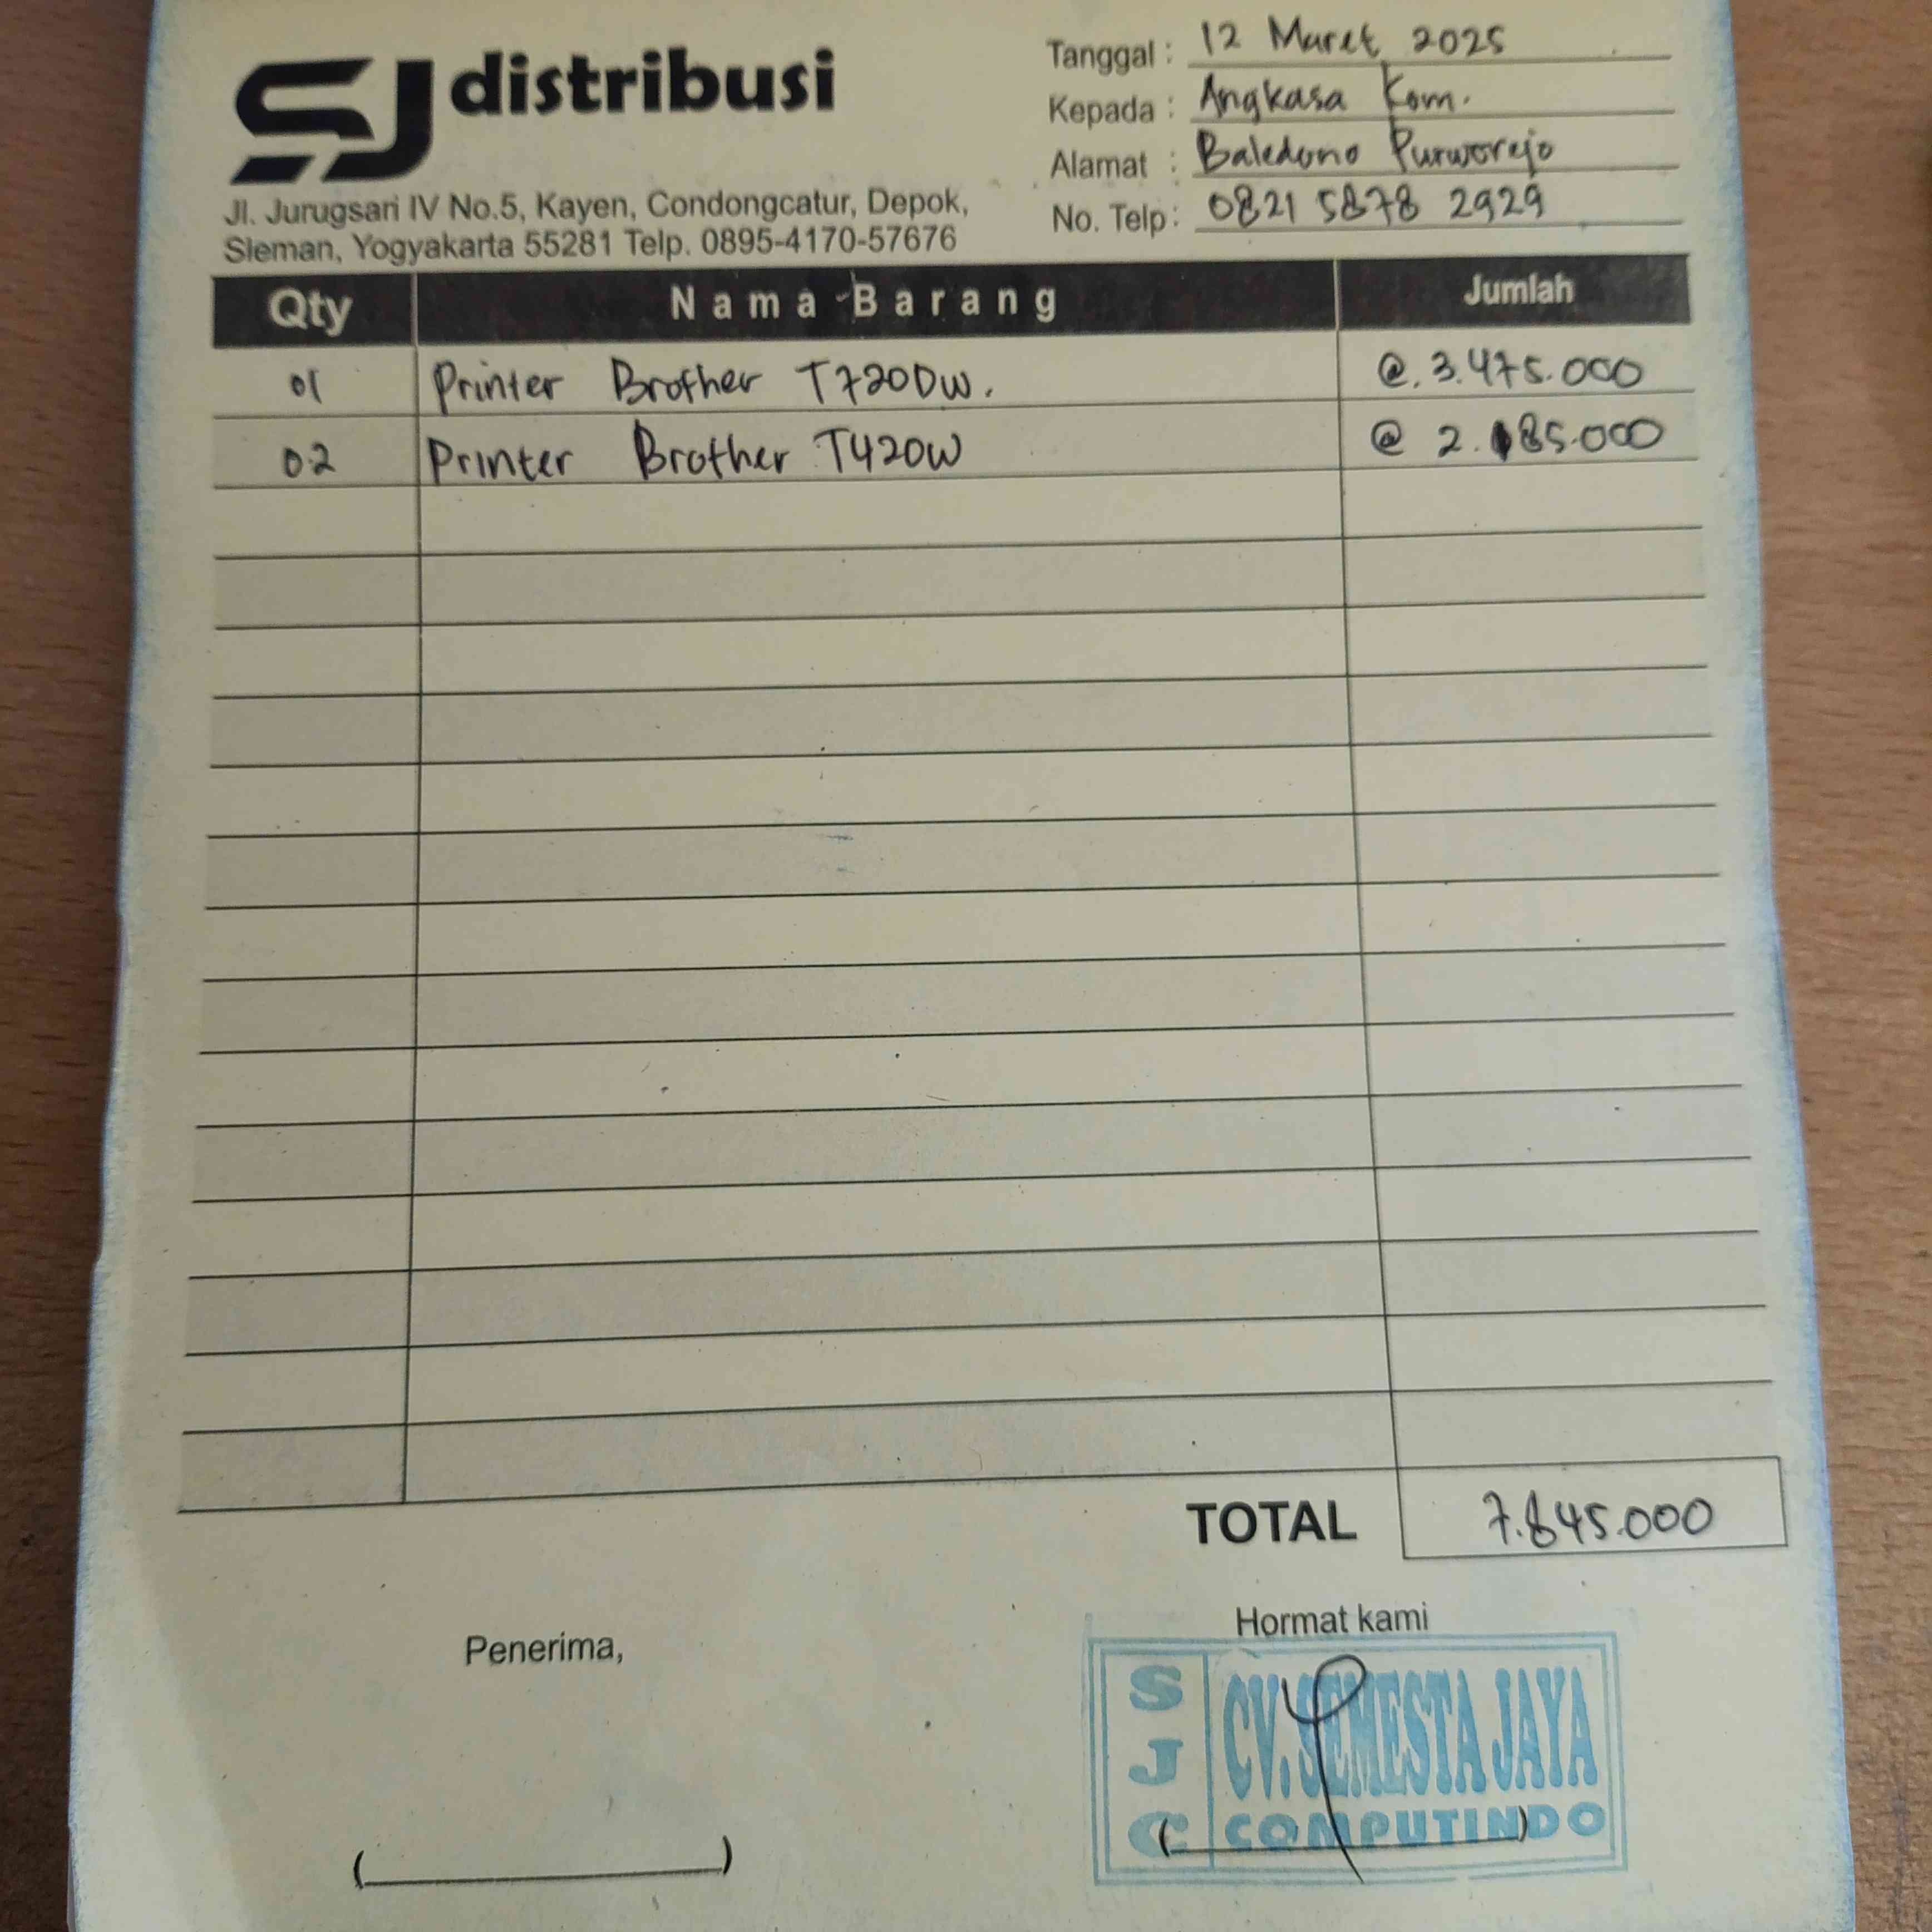 SJ distribusi
Jl. Jurugsari IV No.5, Kayen, Condongcatur, Depok,
Sleman, Yogyakarta 55281 Telp. 0895-4170-57676
Tanggal : 12 Maret 2025
Kepada : Angkasa Kom.
Alamat : Baledono Purworejo
No. Telp : 0821 5878 2929
Qty Nama Barang Jumlah
01 Printer Brother T720DW. @. 3.475.000
02 Printer Brother T420W @ 2.185.000
TOTAL 7.845.000
Penerima,
Hormat kami
SJC
CV. SEMESTA JAYA
COMPUTINDO